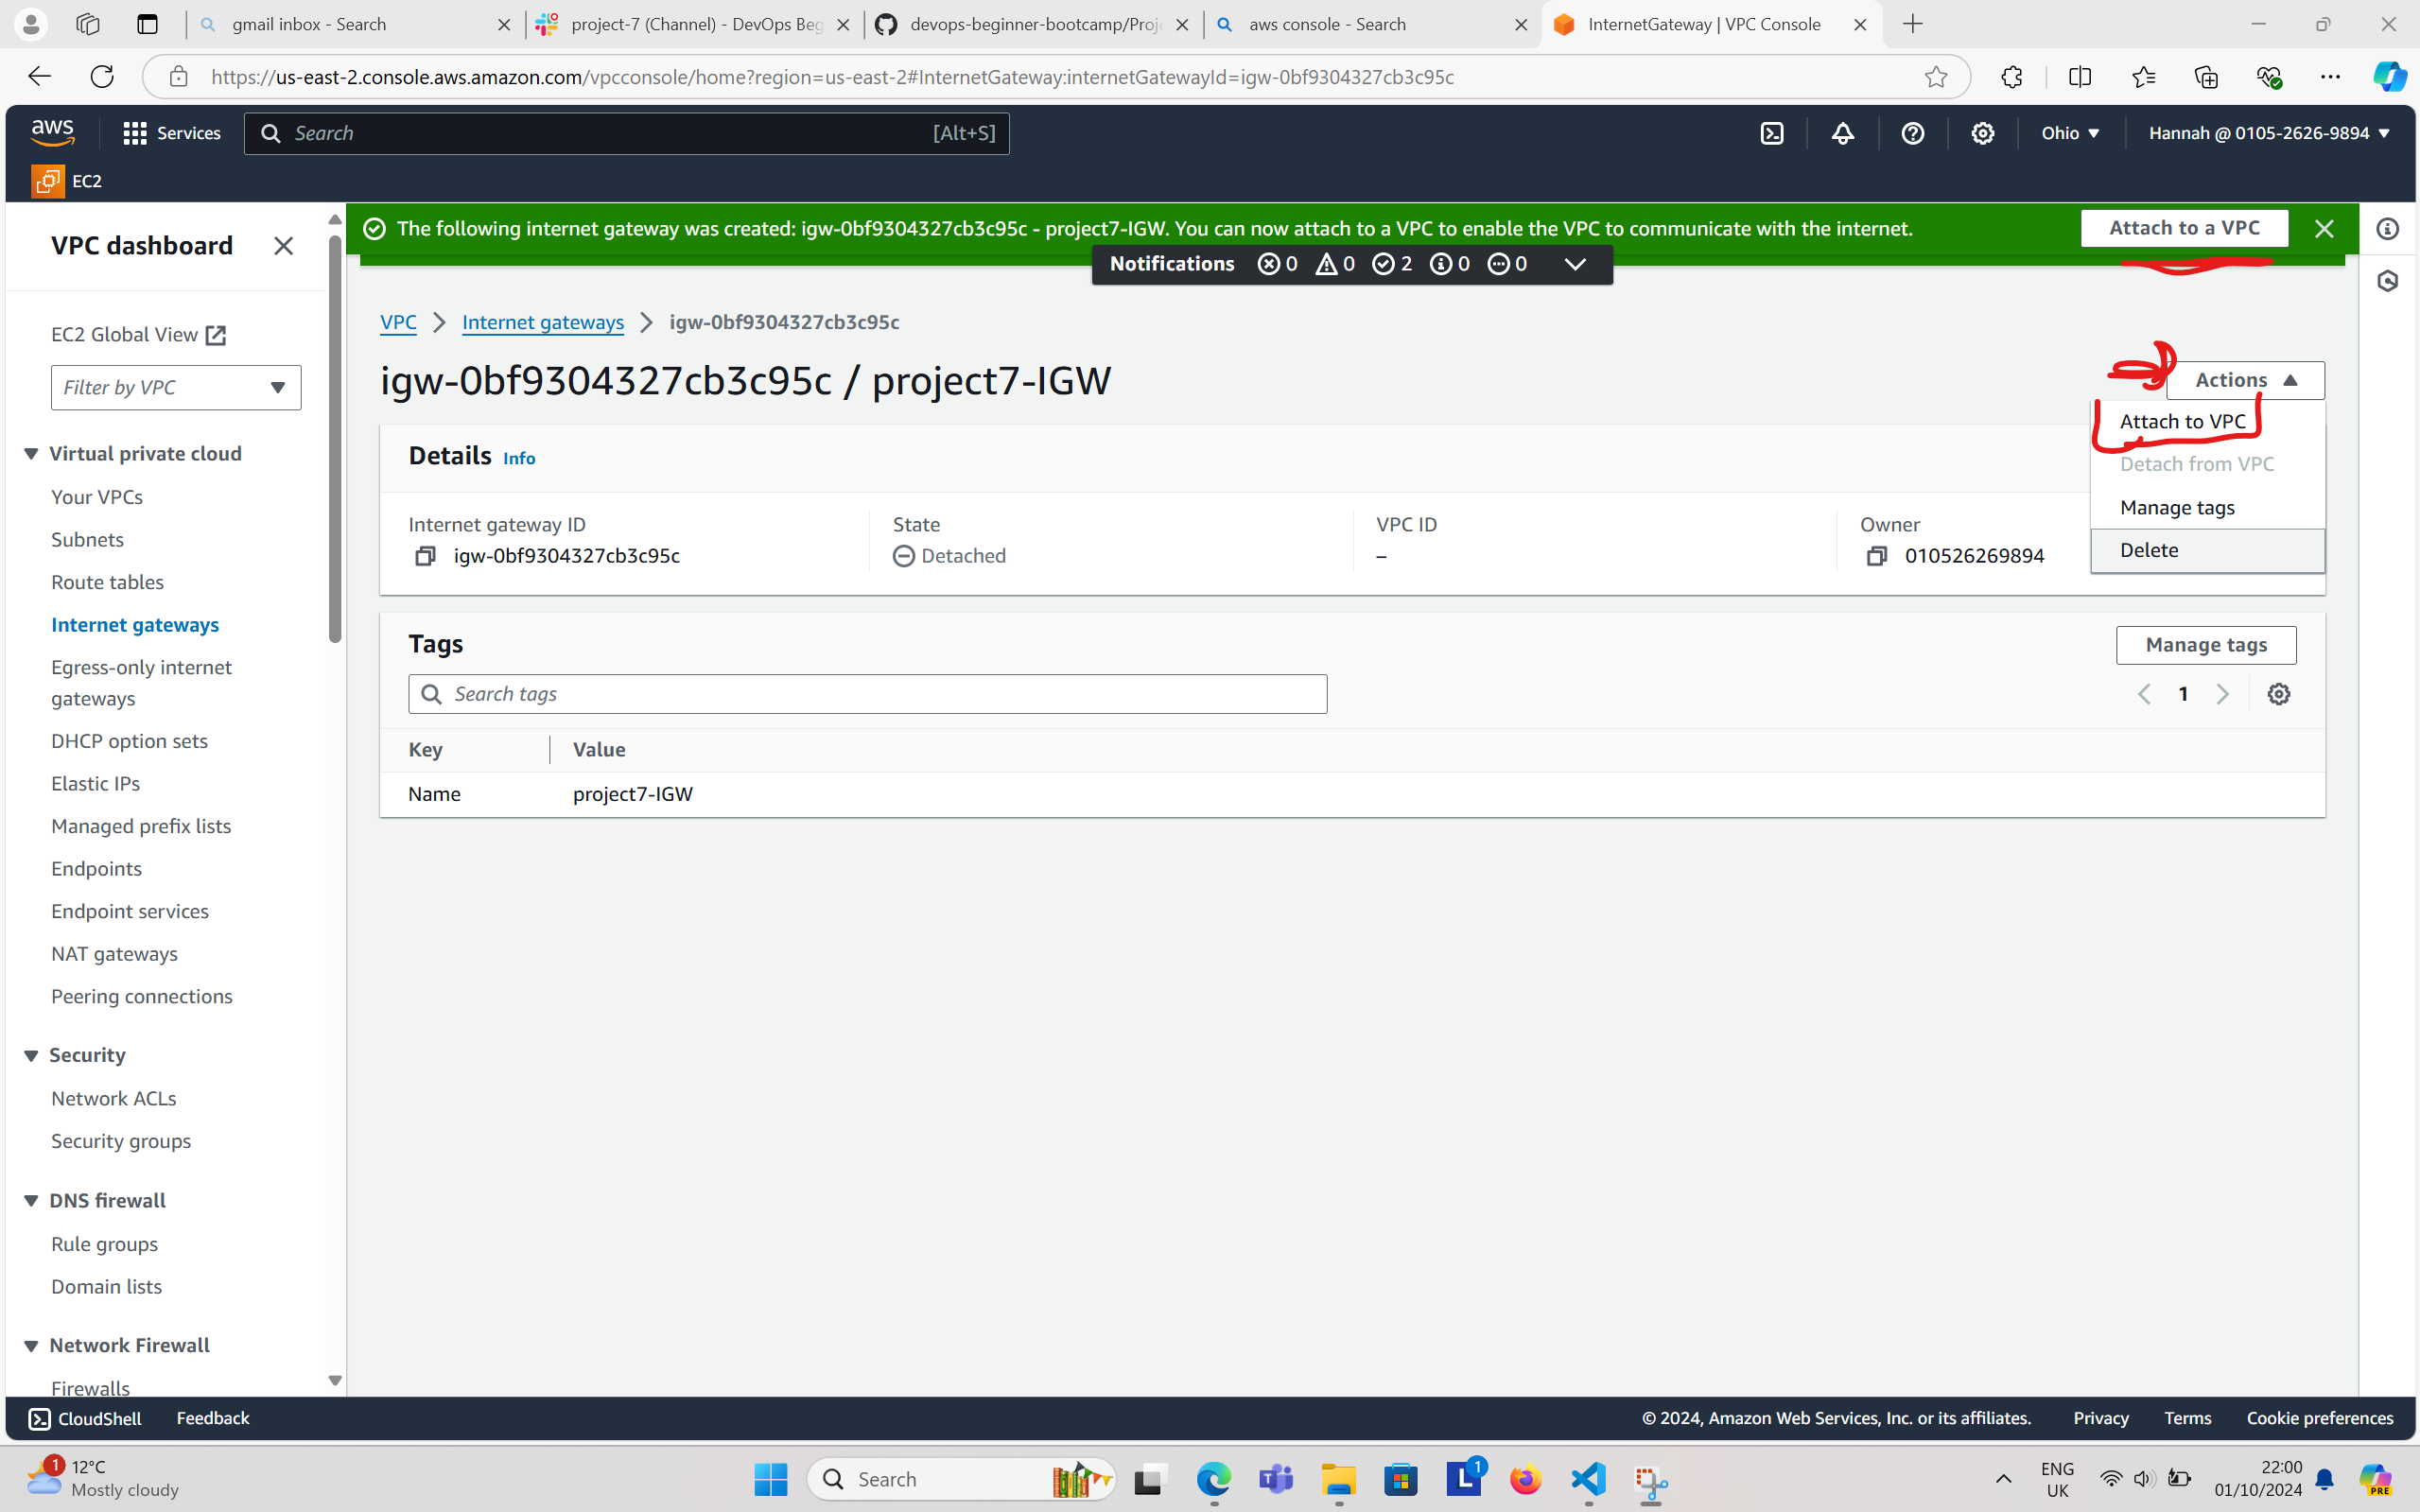 gmail inbox - Search
project-7 (Channel) - DevOps Beg
devops-beginner-bootcamp/Proje
aws console - Search
InternetGateway | VPC Console
https://us-east-2.console.aws.amazon.com/vpcconsole/home?region=us-east-2#InternetGateway:internetGatewayId=igw-0bf9304327cb3c95c
aws
Services
Search
[Alt+S]
Ohio
Hannah @ 0105-2626-9894
EC2
VPC dashboard
EC2 Global View
Filter by VPC
Virtual private cloud
Your VPCs
Subnets
Route tables
Internet gateways
Egress-only internet
gateways
DHCP option sets
Elastic IPs
Managed prefix lists
Endpoints
Endpoint services
NAT gateways
Peering connections
Security
Network ACLs
Security groups
DNS firewall
Rule groups
Domain lists
Network Firewall
Firewalls
The following internet gateway was created: igw-0bf9304327cb3c95c - project7-IGW. You can now attach to a VPC to enable the VPC to communicate with the internet.
Attach to a VPC
Notifications 0 0 2 0 0
VPC
Internet gateways
igw-0bf9304327cb3c95c
igw-0bf9304327cb3c95c / project7-IGW
Actions
Attach to VPC
Detach from VPC
Manage tags
Delete
Details Info
Internet gateway ID
igw-0bf9304327cb3c95c
State
Detached
VPC ID
–
Owner
010526269894
Tags
Manage tags
Search tags
1
Key
Value
Name
project7-IGW
CloudShell
Feedback
© 2024, Amazon Web Services, Inc. or its affiliates.
Privacy
Terms
Cookie preferences
1
12°C
Mostly cloudy
Search
L
1
ENG
UK
22:00
01/10/2024
PRE